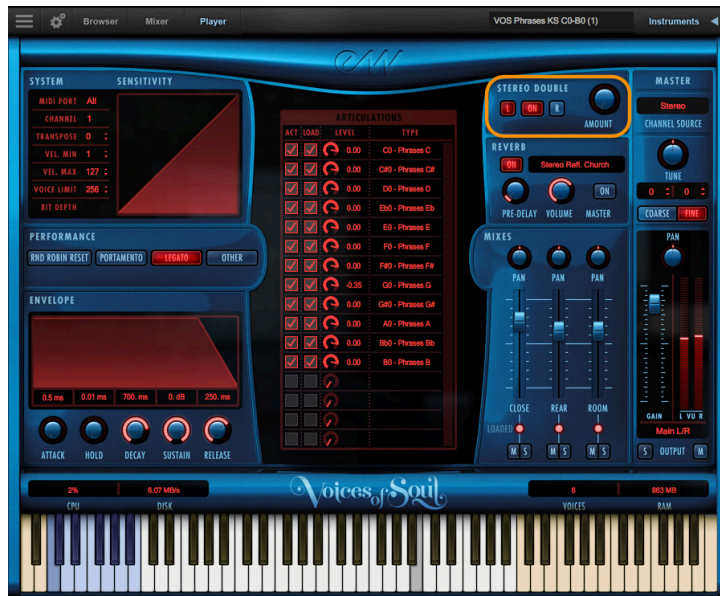 Browser Mixer Player VOS Phrases KS C0-B0 (1) Instruments
EW
SYSTEM SENSITIVITY
MIDI PORT All
CHANNEL 1
TRANSPOSE 0
VEL. MIN 1
VEL. MAX 127
VOICE LIMIT 256
BIT DEPTH
PERFORMANCE
RND ROBIN RESET PORTAMENTO LEGATO OTHER
ENVELOPE
0.5 ms 0.01 ms 700. ms 0. dB 250. ms
ATTACK HOLD DECAY SUSTAIN RELEASE
ARTICULATIONS
ACT LOAD LEVEL TYPE
0.00 C0 - Phrases C
0.00 C#0 - Phrases C#
0.00 D0 - Phrases D
0.00 Eb0 - Phrases Eb
0.00 E0 - Phrases E
0.00 F0 - Phrases F
0.00 F#0 - Phrases F#
-0.35 G0 - Phrases G
0.00 G#0 - Phrases G#
0.00 A0 - Phrases A
0.00 Bb0 - Phrases Bb
0.00 B0 - Phrases B
STEREO DOUBLE
L ON R
AMOUNT
REVERB
ON Stereo Refl. Church
ON
PRE-DELAY VOLUME MASTER
MIXES
PAN PAN PAN
CLOSE REAR ROOM
LOADED
M S M S M S
MASTER
Stereo
CHANNEL SOURCE
TUNE
0 0
COARSE FINE
PAN
GAIN L VU R
Main L/R
S OUTPUT M
2% 6.07 MB/s
CPU DISK
Voices of Soul
6 863 MB
VOICES RAM